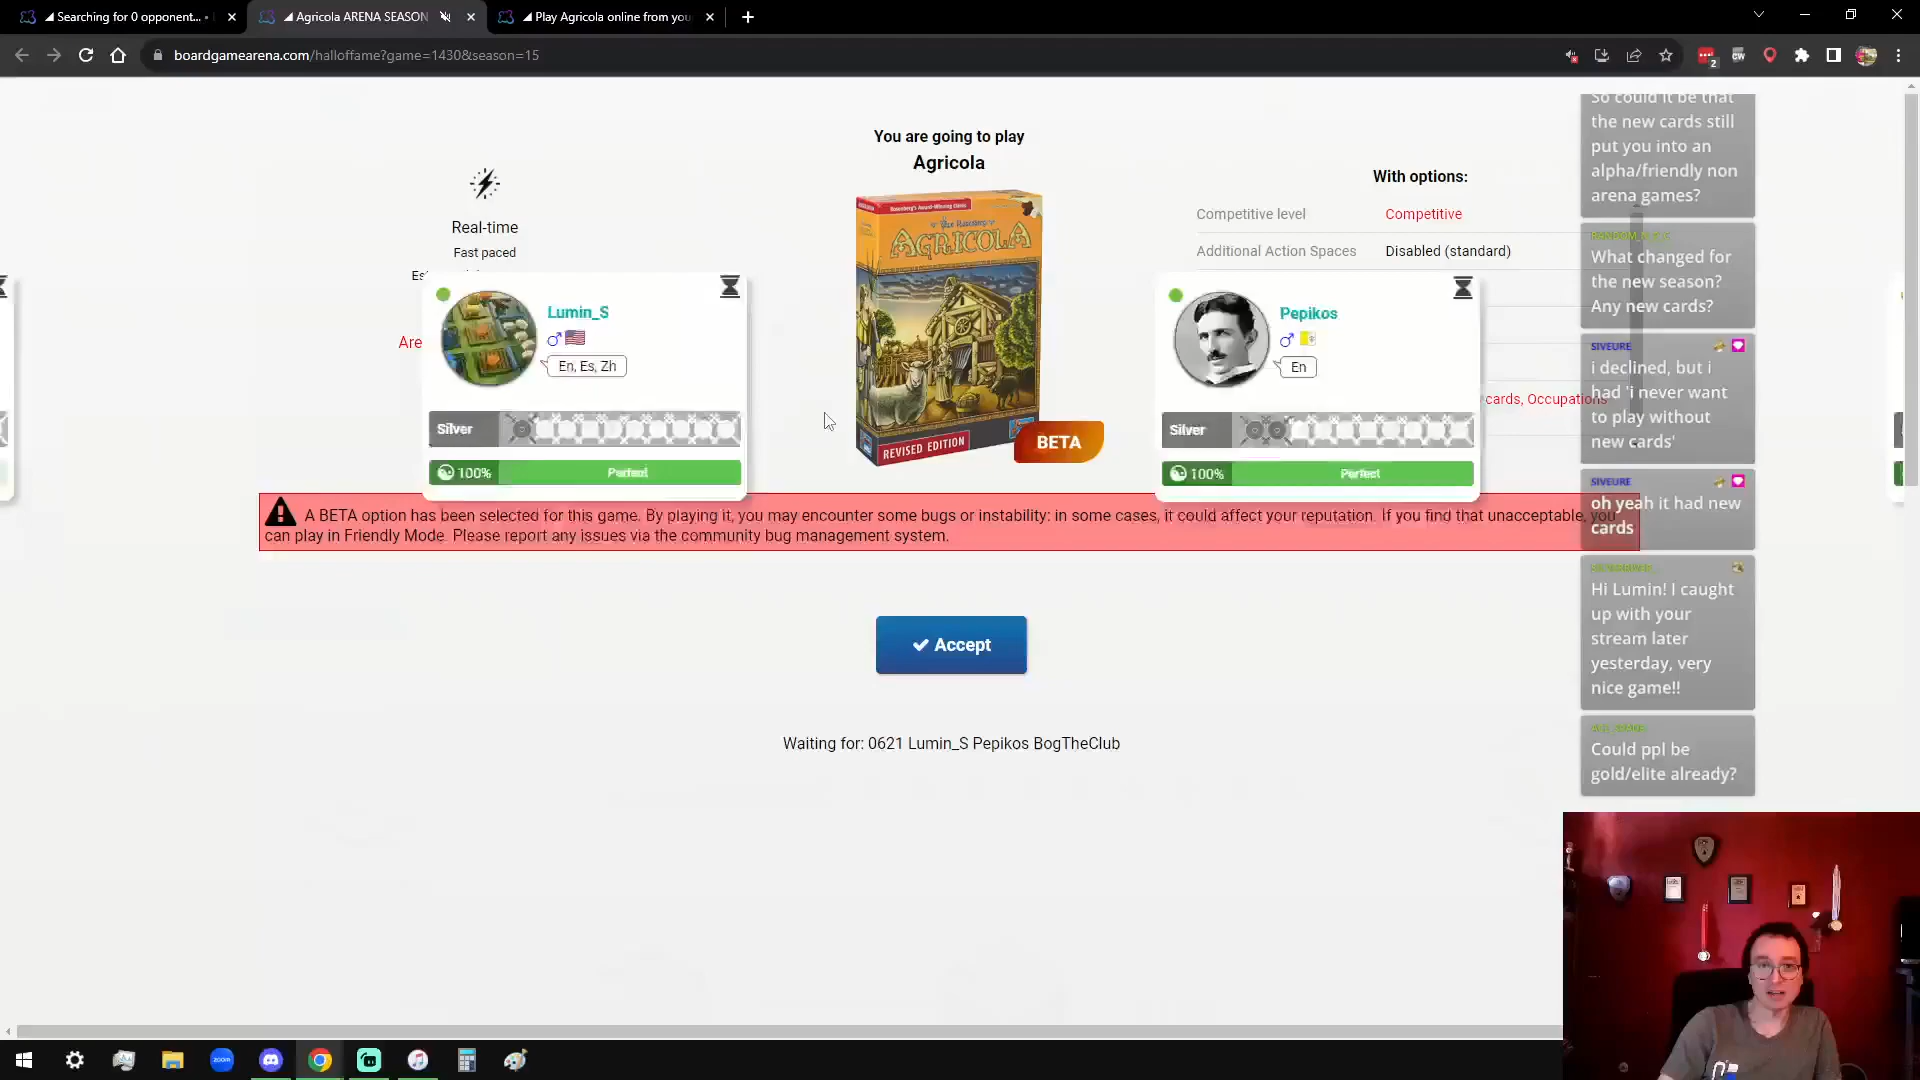 Searching for 0 opponent...
Agricola ARENA SEASON
Play Agricola online from you
boardgamearena.com/halloffame?game=1430&season=15
2
You are going to play
Agricola
Real-time
Fast paced
Are
Lumin_S
En, Es, Zh
Silver
100%
Perfect
AGRICOLA
REVISED EDITION
BETA
With options:
Competitive level
Competitive
Additional Action Spaces
Disabled (standard)
cards, Occupations
Pepikos
En
Silver
100%
Perfect
A BETA option has been selected for this game. By playing it, you may encounter some bugs or instability: in some cases, it could affect your reputation. If you find that unacceptable, you
can play in Friendly Mode. Please report any issues via the community bug management system.
Accept
Waiting for: 0621 Lumin_S Pepikos BogTheClub
So could it be that
the new cards still
put you into an
alpha/friendly non
arena games?
What changed for
the new season?
Any new cards?
SIVEURE
i declined, but i
had 'i never want
to play without
new cards'
SIVEURE
oh yeah it had new
cards
Hi Lumin! I caught
up with your
stream later
yesterday, very
nice game!!
Could ppl be
gold/elite already?
zoom